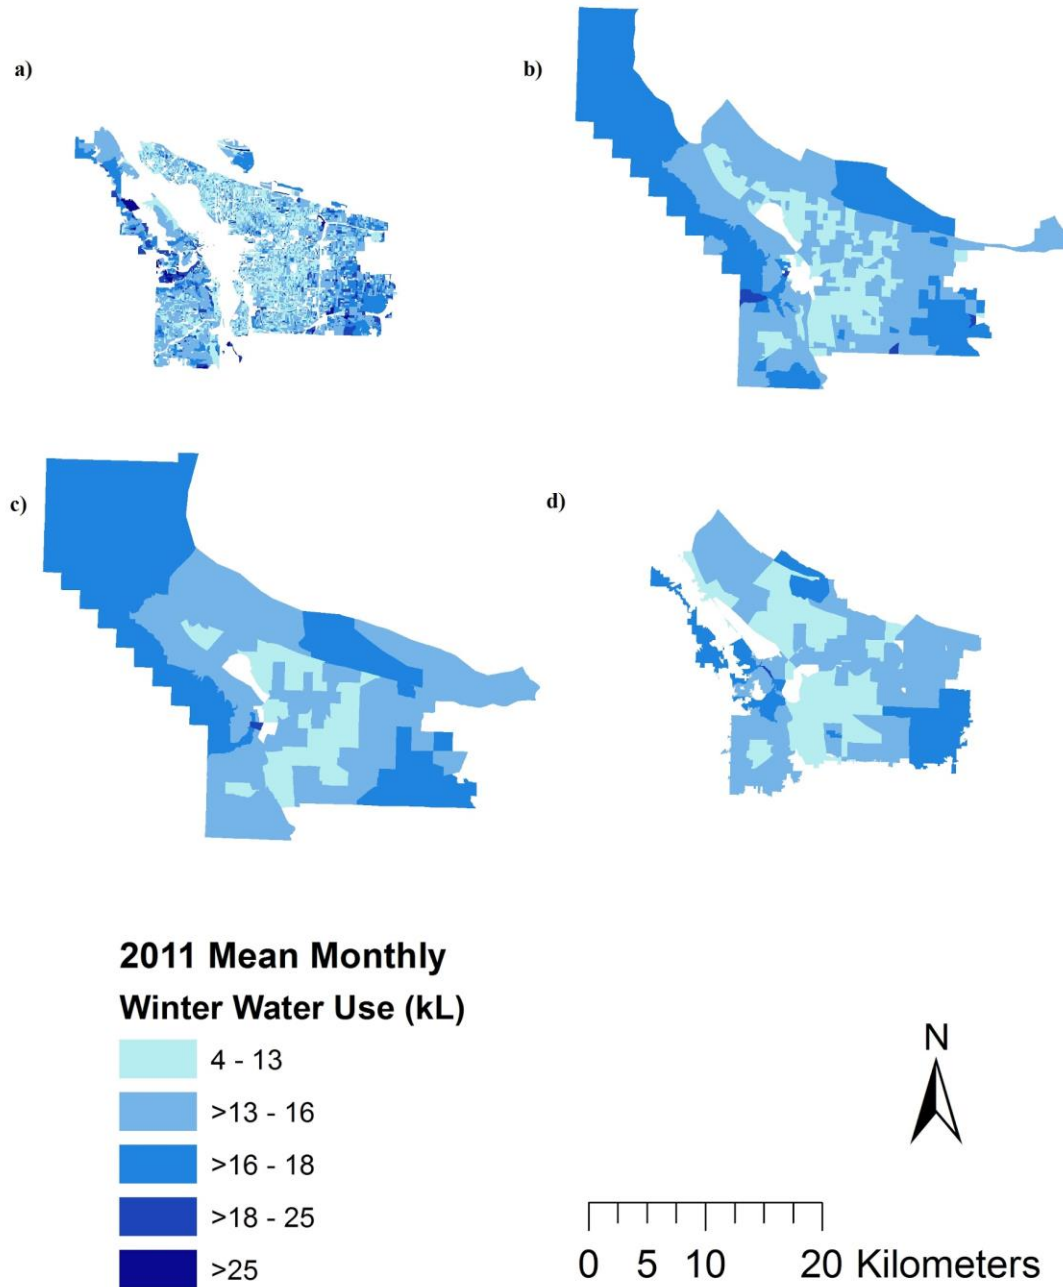 a)
b)
c)
d)
2011 Mean Monthly
Winter Water Use (kL)
4 - 13
>13 - 16
>16 - 18
>18 - 25
>25
N
0 5 10 20 Kilometers